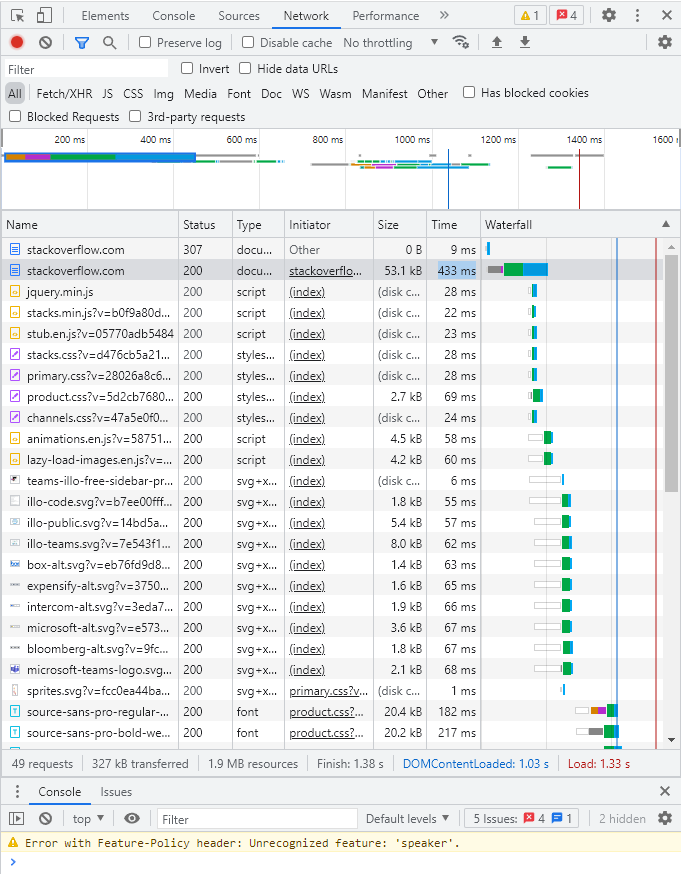 Elements Console Sources Network Performance » 1 4
Preserve log Disable cache No throttling
Filter Invert Hide data URLs
All Fetch/XHR JS CSS Img Media Font Doc WS Wasm Manifest Other Has blocked cookies
Blocked Requests 3rd-party requests
200 ms 400 ms 600 ms 800 ms 1000 ms 1200 ms 1400 ms 1600
Name Status Type Initiator Size Time Waterfall
stackoverflow.com 307 docu... Other 0 B 9 ms
stackoverflow.com 200 docu... stackoverflo... 53.1 kB 433 ms
jquery.min.js 200 script (index) (disk c... 28 ms
stacks.min.js?v=b0f9a80d... 200 script (index) (disk c... 22 ms
stub.en.js?v=05770adb5484 200 script (index) (disk c... 23 ms
stacks.css?v=d476cb5a21... 200 styles... (index) (disk c... 28 ms
primary.css?v=28026a8c6... 200 styles... (index) (disk c... 28 ms
product.css?v=5d2cb7680... 200 styles... (index) 2.7 kB 69 ms
channels.css?v=47a5e0f0... 200 styles... (index) (disk c... 24 ms
animations.en.js?v=58751... 200 script (index) 4.5 kB 58 ms
lazy-load-images.en.js?v=... 200 script (index) 4.2 kB 60 ms
teams-illo-free-sidebar-pr... 200 svg+x... (index) (disk c... 6 ms
illo-code.svg?v=b7ee00fff... 200 svg+x... (index) 1.8 kB 55 ms
illo-public.svg?v=14bd5a... 200 svg+x... (index) 5.4 kB 57 ms
illo-teams.svg?v=7e543f1... 200 svg+x... (index) 8.0 kB 62 ms
box-alt.svg?v=eb76fd9d8... 200 svg+x... (index) 1.4 kB 63 ms
expensify-alt.svg?v=3750... 200 svg+x... (index) 1.6 kB 65 ms
intercom-alt.svg?v=3eda7... 200 svg+x... (index) 1.9 kB 66 ms
microsoft-alt.svg?v=e573... 200 svg+x... (index) 3.6 kB 67 ms
bloomberg-alt.svg?v=9fc... 200 svg+x... (index) 1.8 kB 67 ms
microsoft-teams-logo.svg... 200 svg+x... (index) 2.1 kB 68 ms
sprites.svg?v=fcc0ea44ba... 200 svg+x... primary.css?v... (disk c... 1 ms
source-sans-pro-regular-... 200 font product.css?... 20.4 kB 182 ms
source-sans-pro-bold-we... 200 font product.css?... 20.2 kB 217 ms
49 requests 327 kB transferred 1.9 MB resources Finish: 1.38 s DOMContentLoaded: 1.03 s Load: 1.33 s
Console Issues
top Filter Default levels 5 Issues: 4 1 2 hidden
Error with Feature-Policy header: Unrecognized feature: 'speaker'.